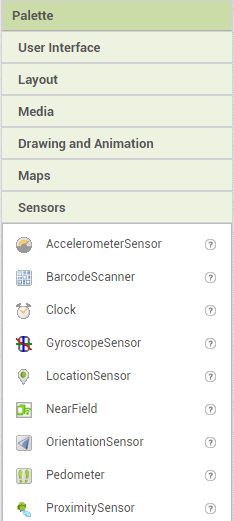 Palette
User Interface
Layout
Media
Drawing and Animation
Maps
Sensors
AccelerometerSensor ?
BarcodeScanner ?
Clock ?
GyroscopeSensor ?
LocationSensor ?
NearField ?
OrientationSensor ?
Pedometer ?
ProximitySensor ?